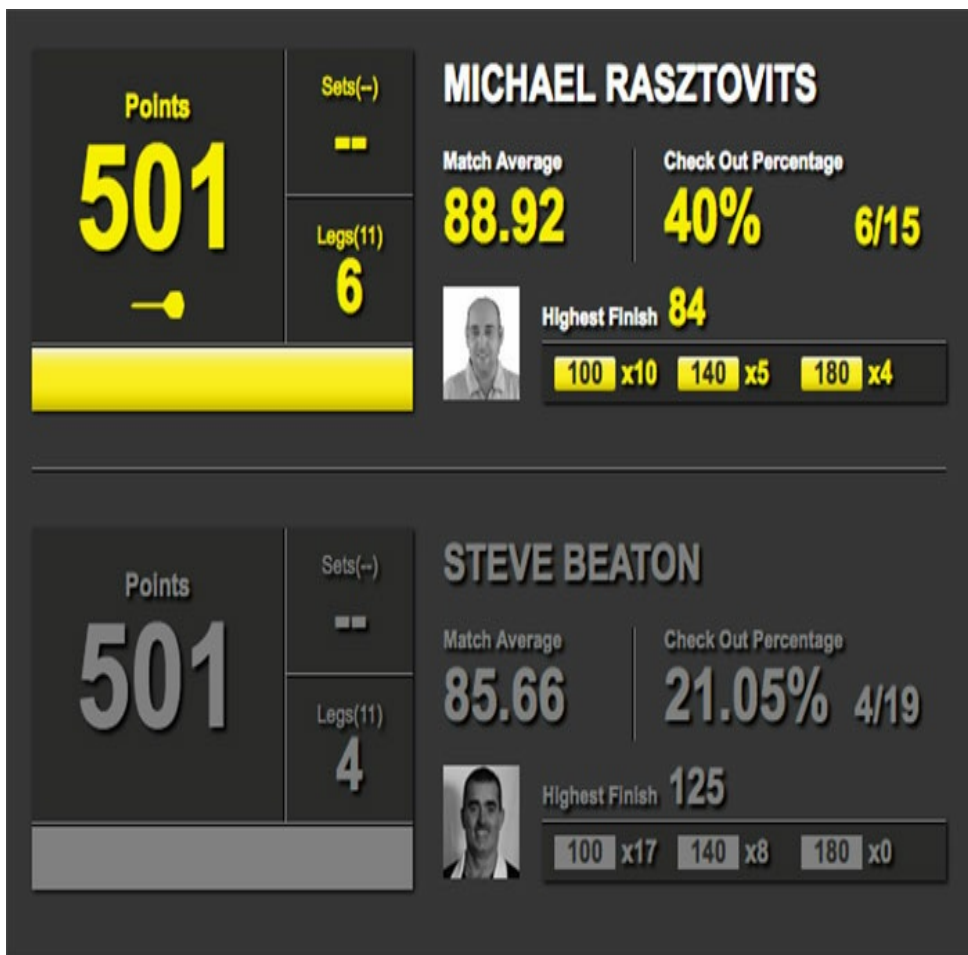 MICHAEL RASZTOVITS
Points
501
Sets(--)
--
Legs(11)
6
Match Average
88.92
Check Out Percentage
40% 6/15
Highest Finish 84
100 x10 140 x5 180 x4
STEVE BEATON
Points
501
Sets(--)
--
Legs(11)
4
Match Average
85.66
Check Out Percentage
21.05% 4/19
Highest Finish 125
100 x17 140 x8 180 x0